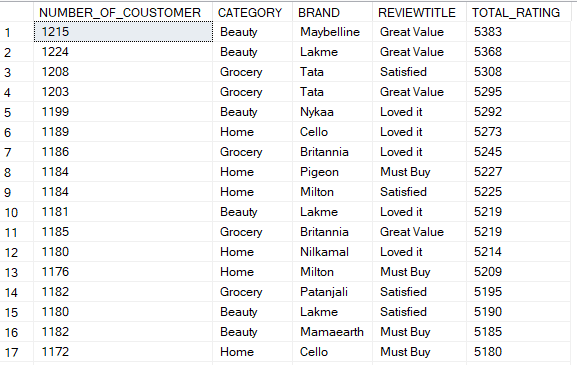 NUMBER_OF_COUSTOMER CATEGORY BRAND REVIEWTITLE TOTAL_RATING
1 1215 Beauty Maybelline Great Value 5383
2 1224 Beauty Lakme Great Value 5368
3 1208 Grocery Tata Satisfied 5308
4 1203 Grocery Tata Great Value 5295
5 1199 Beauty Nykaa Loved it 5292
6 1189 Home Cello Loved it 5273
7 1186 Grocery Britannia Loved it 5245
8 1184 Home Pigeon Must Buy 5227
9 1184 Home Milton Satisfied 5225
10 1181 Beauty Lakme Loved it 5219
11 1185 Grocery Britannia Great Value 5219
12 1180 Home Nilkamal Loved it 5214
13 1176 Home Milton Must Buy 5209
14 1182 Grocery Patanjali Satisfied 5195
15 1180 Beauty Lakme Satisfied 5190
16 1182 Beauty Mamaearth Must Buy 5185
17 1172 Home Cello Must Buy 5180